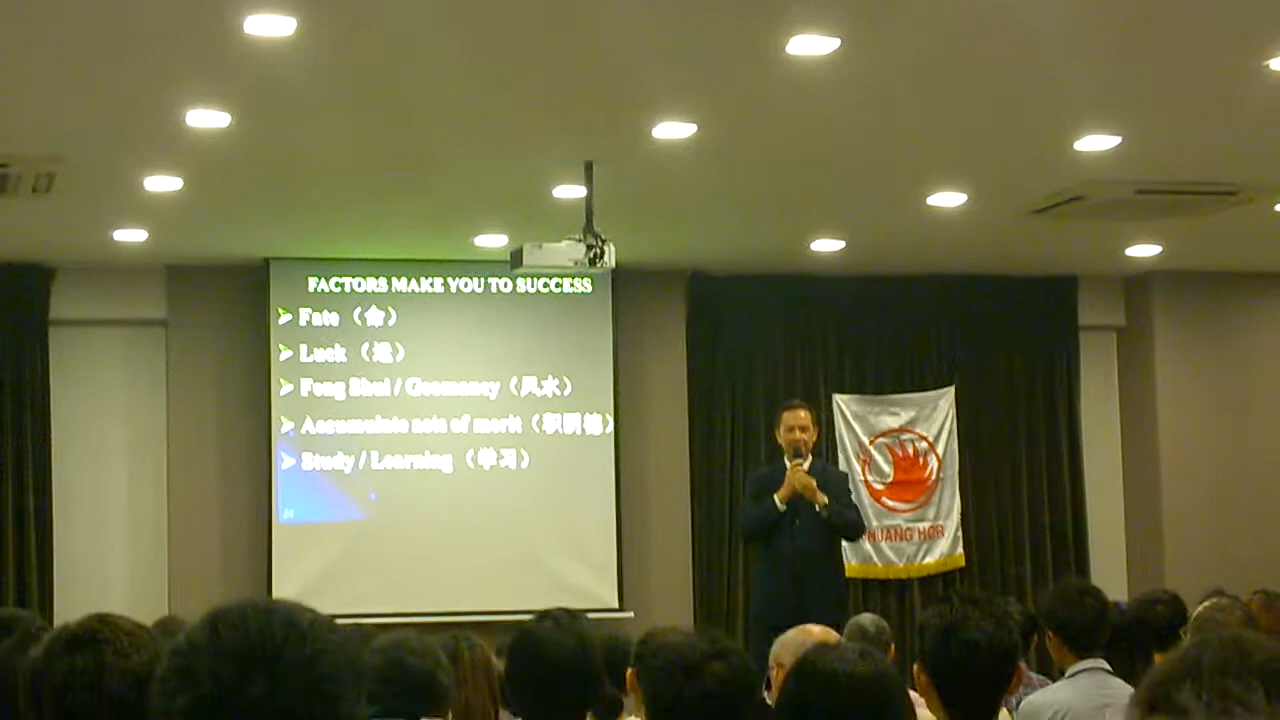 FACTORS MAKE YOU TO SUCCESS
Fate（命）
Luck（运）
Feng Shui / Geomancy（风水）
Accumulate acts of merit（积阴德）
Study / Learning（学习）
HUANG HOR